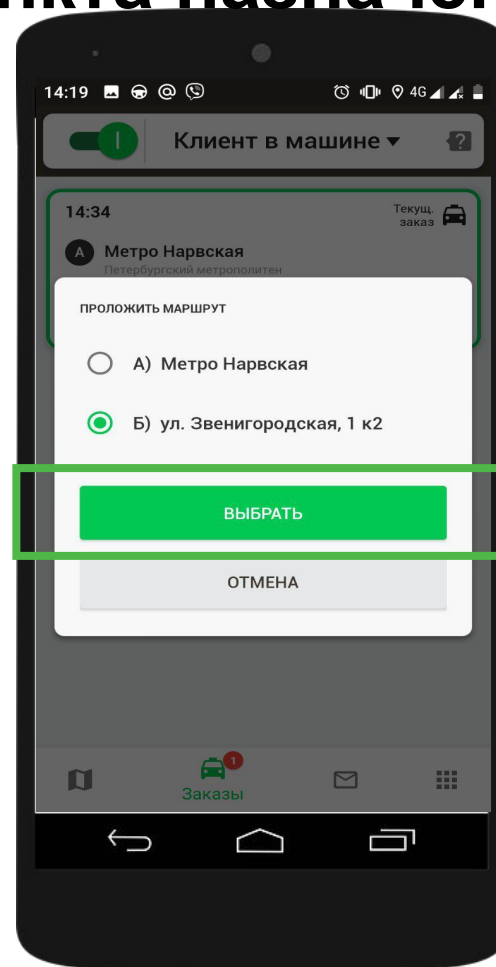 14:19 4G
Клиент в машине
14:34
Текущ.
заказ
А Метро Нарвская
Петербургский метрополитен
ПРОЛОЖИТЬ МАРШРУТ
А) Метро Нарвская
Б) ул. Звенигородская, 1 к2
ВЫБРАТЬ
ОТМЕНА
1
Заказы